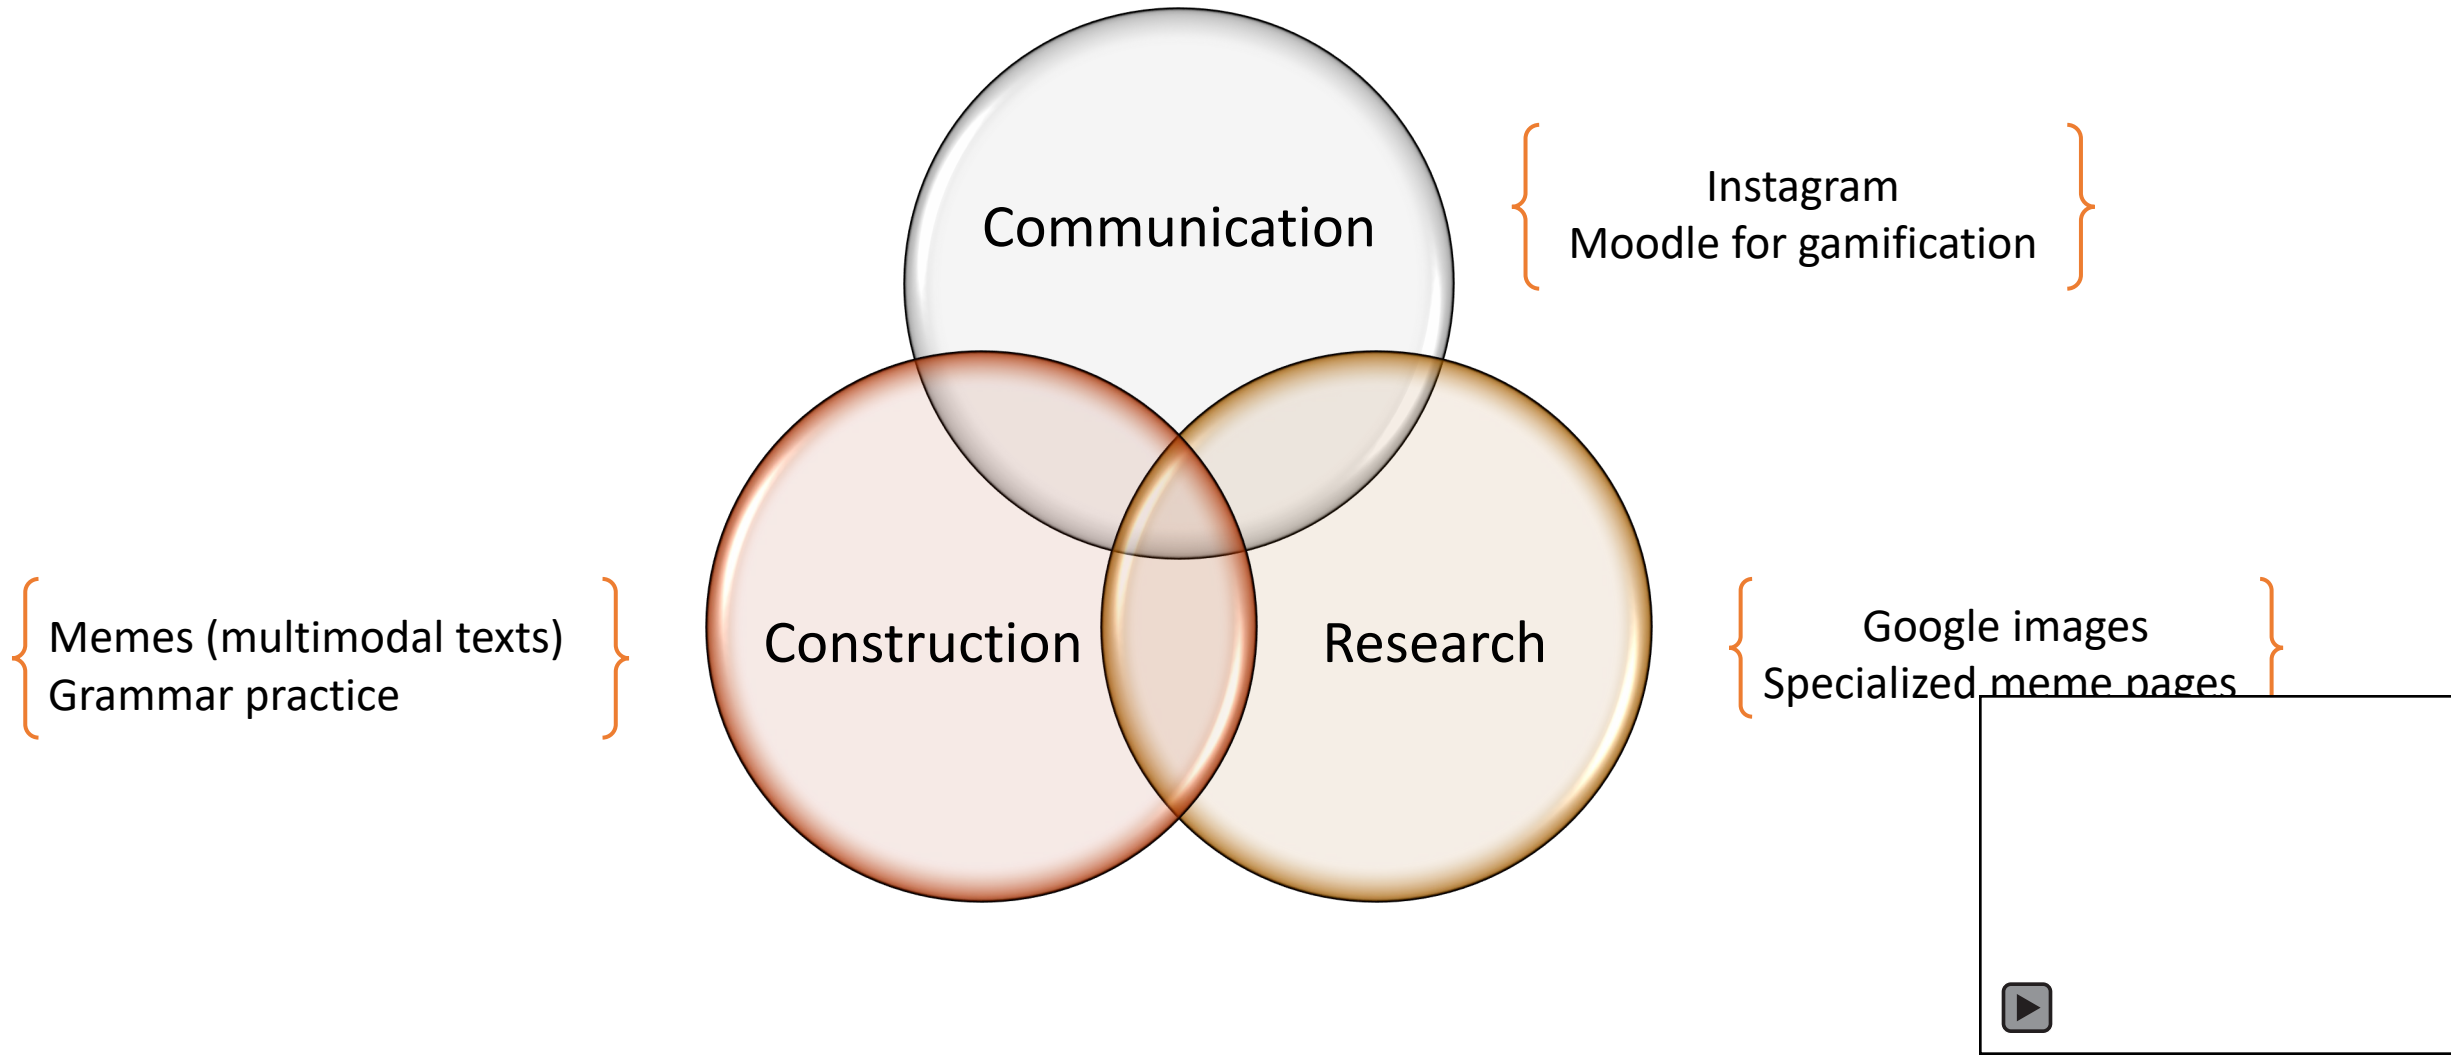 Communication
Instagram
Moodle for gamification
Construction
Research
Memes (multimodal texts)
Grammar practice
Google images
Specialized meme pages